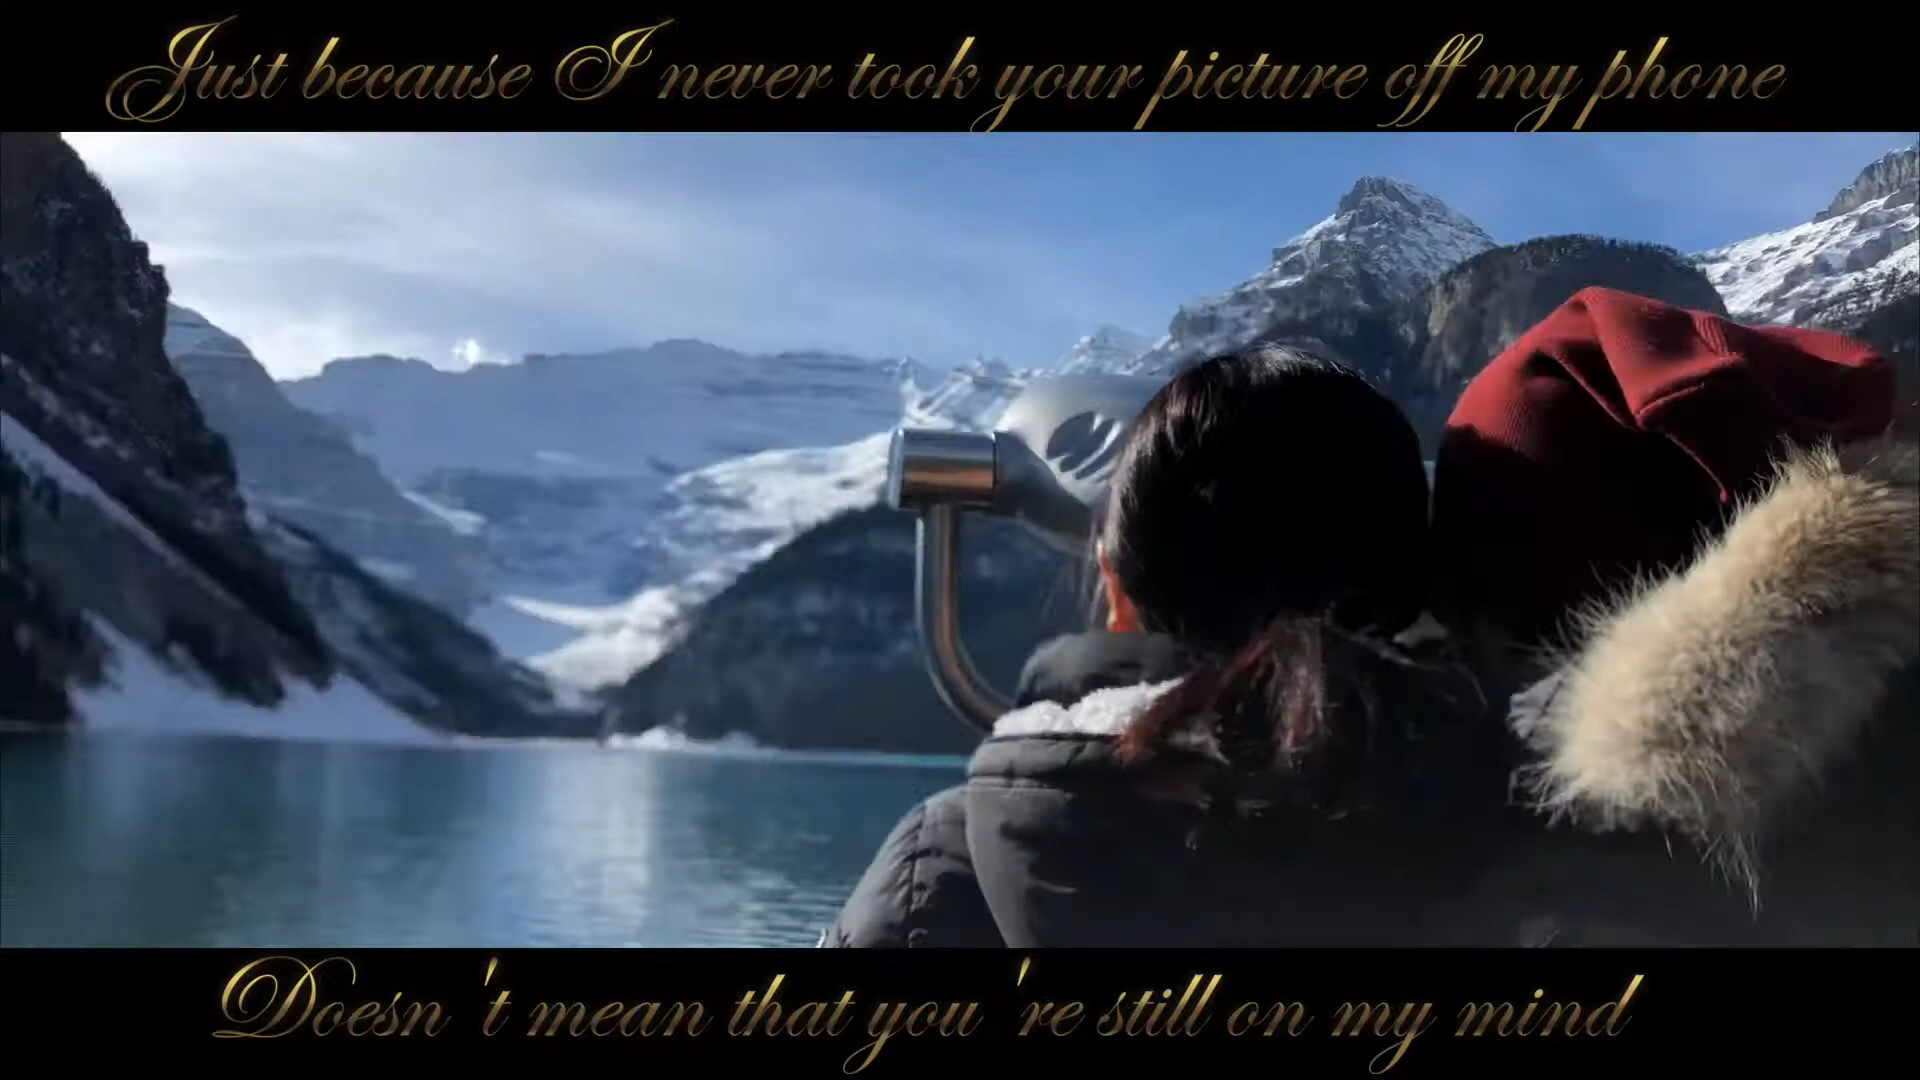 Just because I never took your picture off my phone
Doesn't mean that you're still on my mind